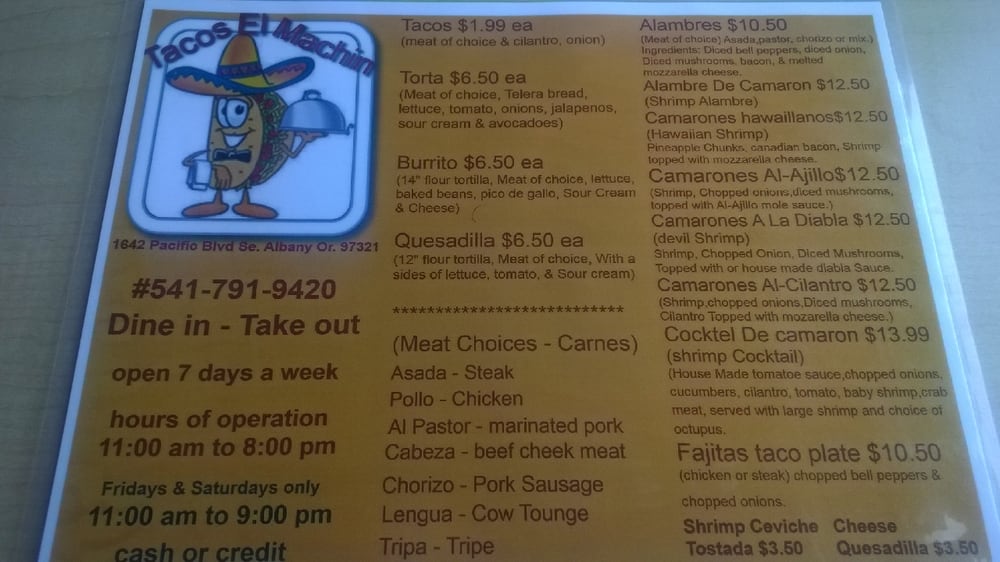 Tacos El Machin
1642 Pacific Blvd Se. Albany Or. 97321
#541-791-9420
Dine in - Take out
open 7 days a week
hours of operation
11:00 am to 8:00 pm
Fridays & Saturdays only
11:00 am to 9:00 pm
cash or credit
Tacos $1.99 ea
(meat of choice & cilantro, onion)
Torta $6.50 ea
(Meat of choice, Telera bread,
lettuce, tomato, onions, jalapenos,
sour cream & avocadoes)
Burrito $6.50 ea
(14" flour tortilla, Meat of choice, lettuce,
baked beans, pico de gallo, Sour Cream
& Cheese)
Quesadilla $6.50 ea
(12" flour tortilla, Meat of choice, With a
sides of lettuce, tomato, & Sour cream)
***************************
(Meat Choices - Carnes)
Asada - Steak
Pollo - Chicken
Al Pastor - marinated pork
Cabeza - beef cheek meat
Chorizo - Pork Sausage
Lengua - Cow Tounge
Tripa - Tripe
Alambres $10.50
(Meat of choice) Asada,pastor, chorizo or mix.)
Ingredients: Diced bell peppers, diced onion,
Diced mushrooms, bacon, & melted
mozzarella cheese.
Alambre De Camaron $12.50
(Shrimp Alambre)
Camarones hawaillanos$12.50
(Hawaiian Shrimp)
Pineapple Chunks, canadian bacon, Shrimp
topped with mozzarella cheese.
Camarones Al-Ajillo$12.50
(Shrimp, Chopped onions,diced mushrooms,
topped with Al-Ajillo mole sauce.)
Camarones A La Diabla $12.50
(devil Shrimp)
Shrimp, Chopped Onion, Diced Mushrooms,
Topped with or house made diabla Sauce.
Camarones Al-Cilantro $12.50
(Shrimp,chopped onions,Diced mushrooms,
Cilantro Topped with mozarella cheese.)
Cocktel De camaron $13.99
(shrimp Cocktail)
(House Made tomatoe sauce,chopped onions,
cucumbers, cilantro, tomato, baby shrimp,crab
meat, served with large shrimp and choice of
octupus.
Fajitas taco plate $10.50
(chicken or steak) chopped bell peppers &
chopped onions.
Shrimp Ceviche Cheese
Tostada $3.50 Quesadilla $3.50